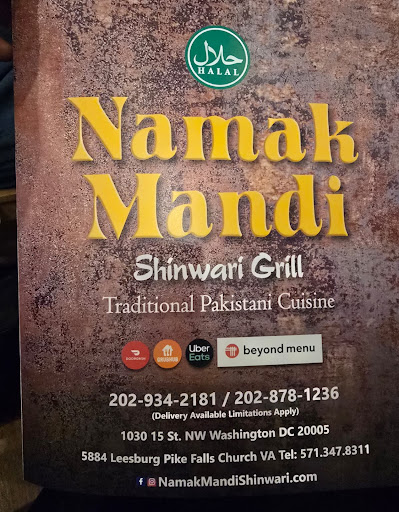 حلال
HALAL
Namak
Mandi
Shinwari Grill
Traditional Pakistani Cuisine
DOORDASH GRUBHUB Uber Eats beyond menu
202-934-2181 / 202-878-1236
(Delivery Available Limitations Apply)
1030 15 St. NW Washington DC 20005
5884 Leesburg Pike Falls Church VA Tel: 571.347.8311
NamakMandiShinwari.com